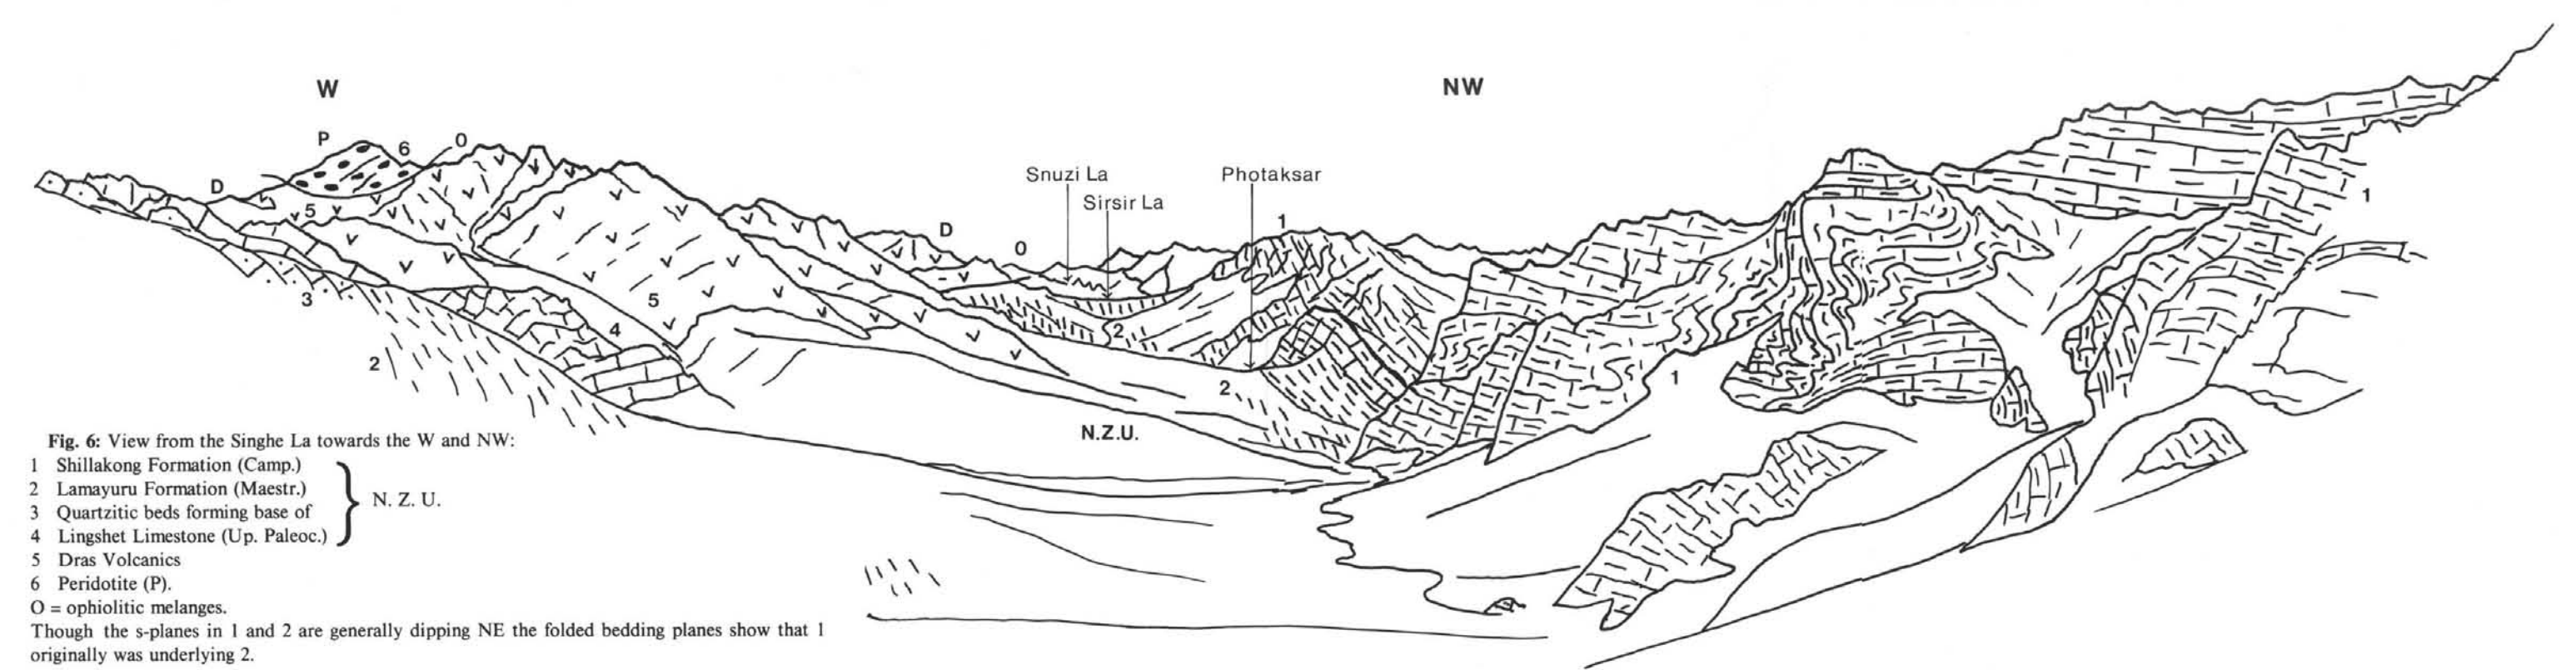 W
NW
P
6
O
D
5
3
2
4
5
D
O
Snuzi La
Sirsir La
Photaksar
1
2
2
N.Z.U.
1
1
Fig. 6: View from the Singhe La towards the W and NW:
1 Shillakong Formation (Camp.)
2 Lamayuru Formation (Maestr.)
3 Quartzitic beds forming base of
4 Lingshet Limestone (Up. Paleoc.)
N. Z. U.
5 Dras Volcanics
6 Peridotite (P).
O = ophiolitic melanges.
Though the s-planes in 1 and 2 are generally dipping NE the folded bedding planes show that 1
originally was underlying 2.